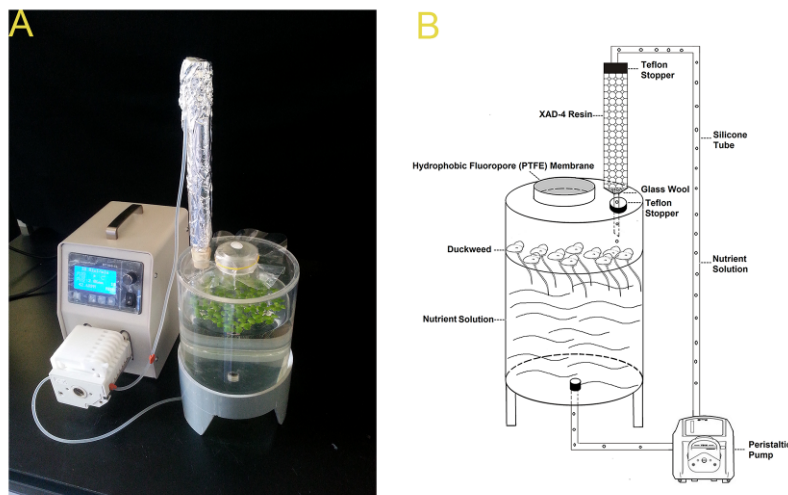 A
B
Teflon
Stopper
XAD-4 Resin
Silicone
Tube
Hydrophobic Fluoropore (PTFE) Membrane
Glass Wool
Teflon
Stopper
Duckweed
Nutrient
Solution
Nutrient Solution
Peristaltic
Pump